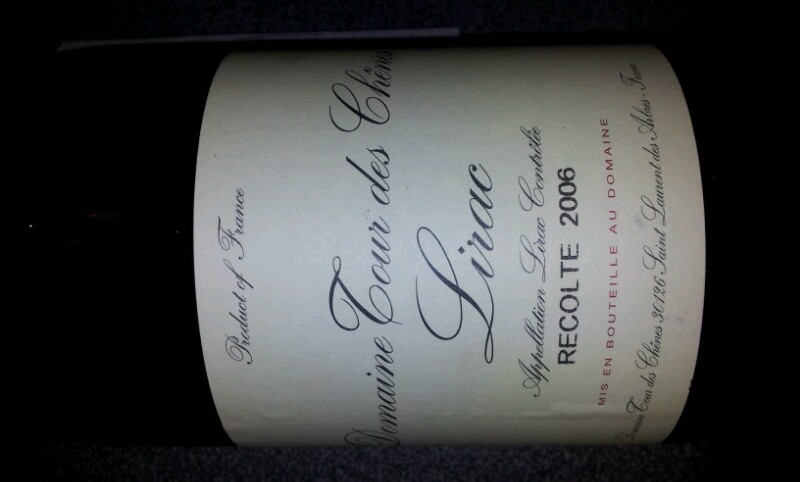 Product of France
Domaine Tour des Chênes
Lirac
Appellation Lirac Contrôlée
RECOLTE 2006
MIS EN BOUTEILLE AU DOMAINE
Domaine Tour des Chênes 30126 Saint Laurent des Arbres - France